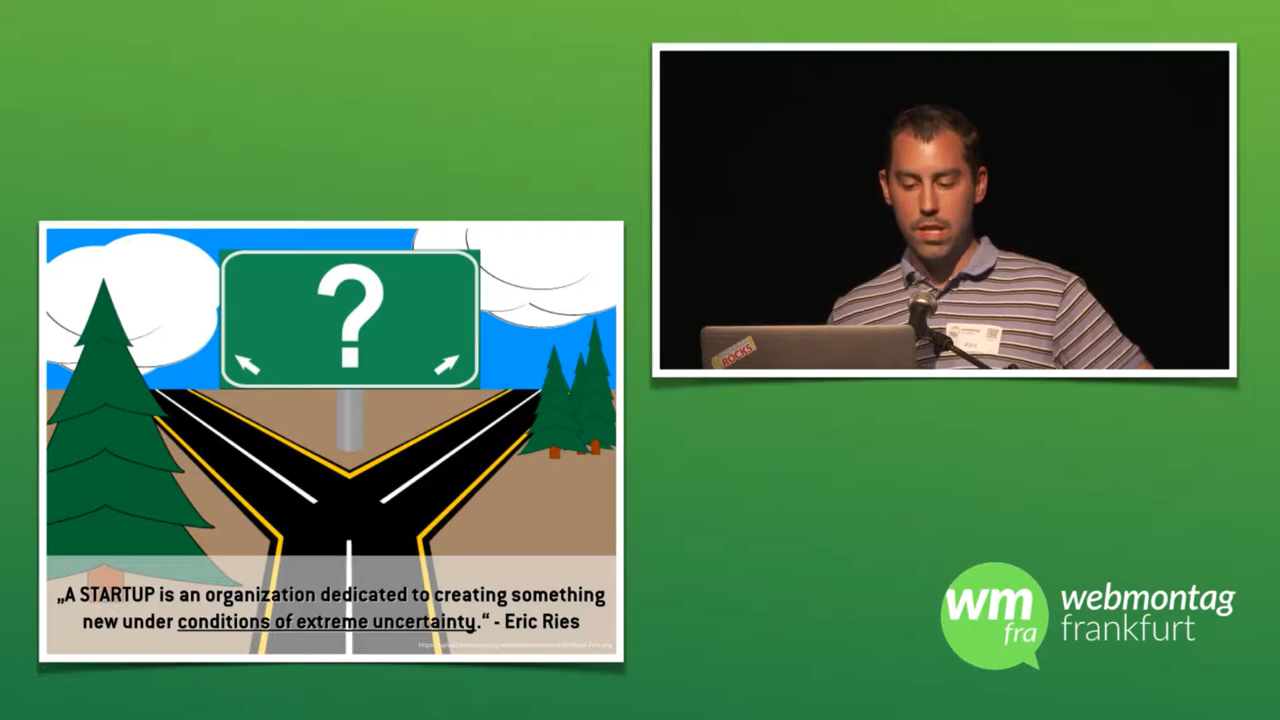 ?
„A STARTUP is an organization dedicated to creating something
new under conditions of extreme uncertainty.“ - Eric Ries
ROCKS
wm
fra
webmontag
frankfurt